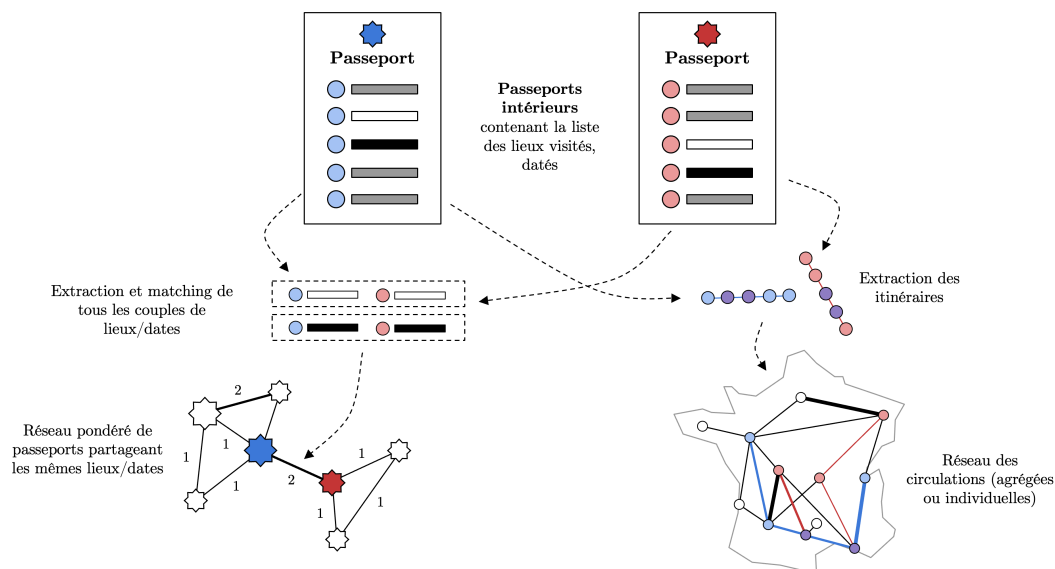 Passeport
Passeport
Passeports
intérieurs
contenant la liste
des lieux visités,
datés
Extraction et matching de
tous les couples de
lieux/dates
Extraction des
itinéraires
Réseau pondéré de
passeports partageant
les mêmes lieux/dates
2
1
1
1
2
1
1
1
Réseau des
circulations (agrégées
ou individuelles)